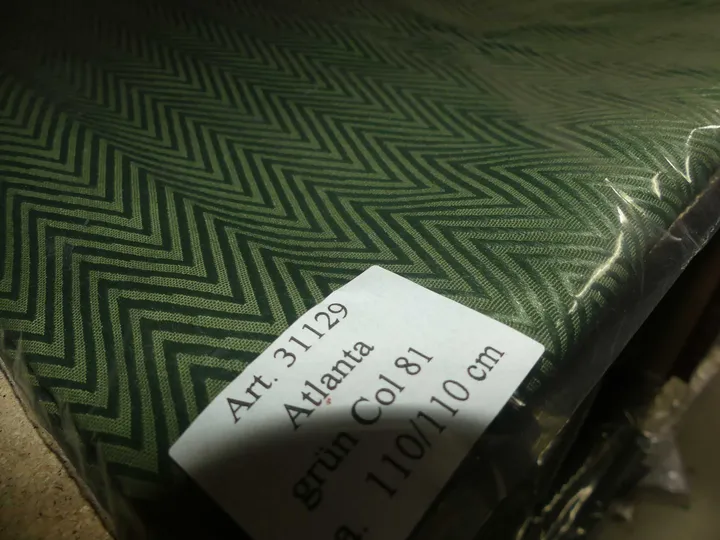 Art. 31129
Atlanta
grün Col 81
110/110 cm